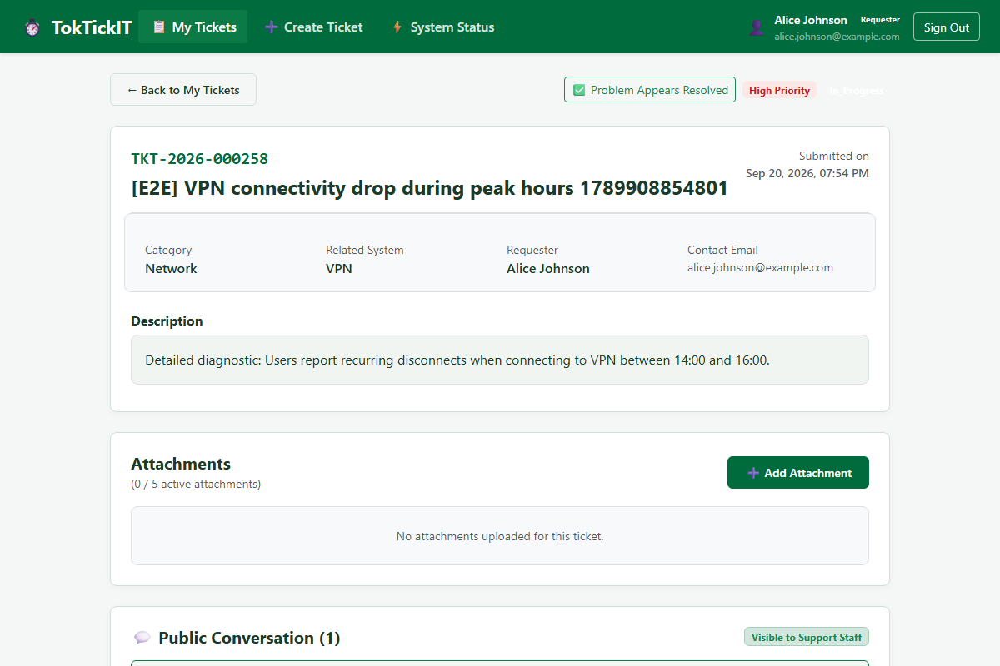 TokTickIT
My Tickets
Create Ticket
System Status
Alice Johnson Requester
alice.johnson@example.com
Sign Out
← Back to My Tickets
Problem Appears Resolved
High Priority
In_Progress
TKT-2026-000258
Submitted on
Sep 20, 2026, 07:54 PM
[E2E] VPN connectivity drop during peak hours 1789908854801
Category
Network
Related System
VPN
Requester
Alice Johnson
Contact Email
alice.johnson@example.com
Description
Detailed diagnostic: Users report recurring disconnects when connecting to VPN between 14:00 and 16:00.
Attachments
(0 / 5 active attachments)
Add Attachment
No attachments uploaded for this ticket.
Public Conversation (1)
Visible to Support Staff